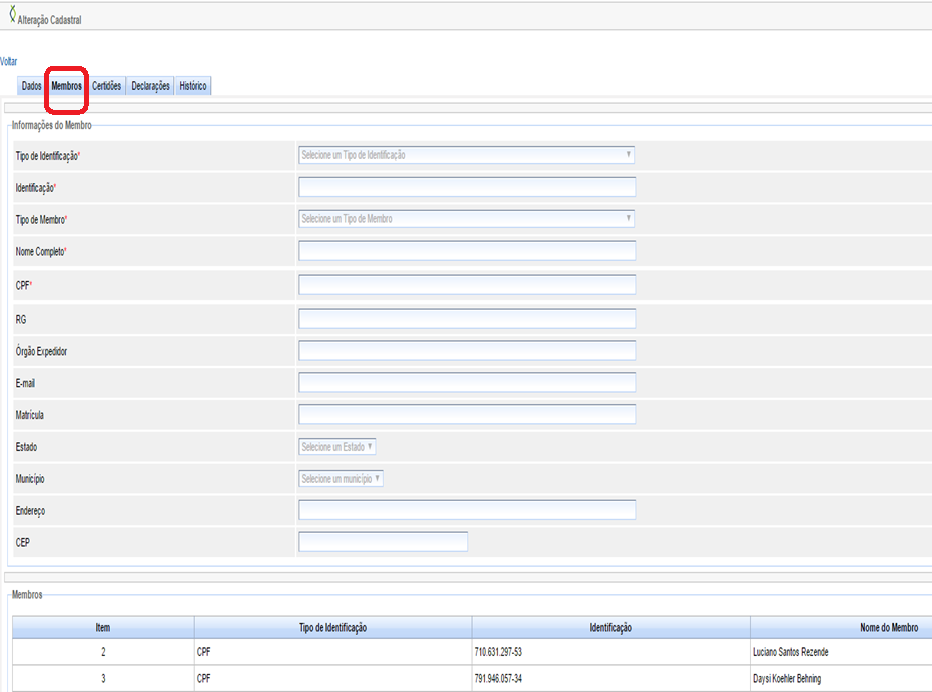 Alteração Cadastral
Voltar
Dados Membros Certidões Declarações Histórico
Informações do Membro
Tipo de Identificação* Selecione um Tipo de Identificação
Identificação*
Tipo de Membro* Selecione um Tipo de Membro
Nome Completo*
CPF*
RG
Órgão Expedidor
E-mail
Matrícula
Estado Selecione um Estado
Município Selecione um município
Endereço
CEP
Membros
Item Tipo de Identificação Identificação Nome do Membro
2 CPF 710.631.297-53 Luciano Santos Rezende
3 CPF 791.946.057-34 Daysi Koehler Behning